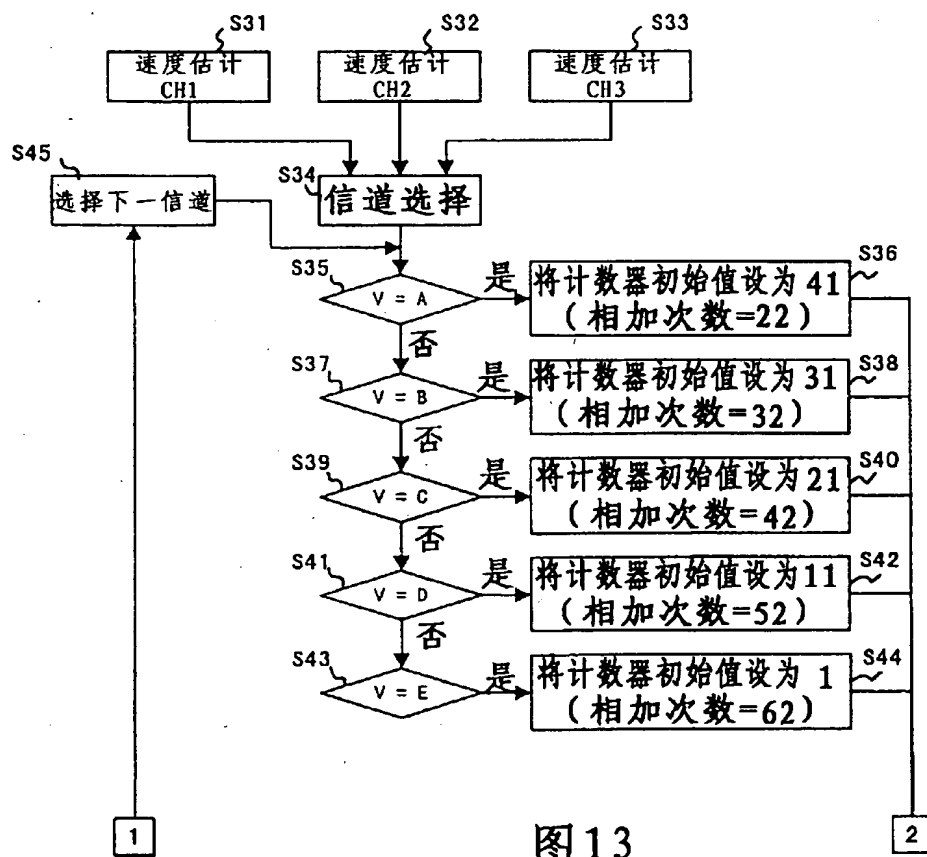 S31
速度估计
CH1
S32
速度估计
CH2
S33
速度估计
CH3
S45
选择下一信道
S34
信道选择
S35
V = A
是
否
S36
将计数器初始值设为 41
(相加次数=22)
S37
V = B
是
否
S38
将计数器初始值设为 31
(相加次数=32)
S39
V = C
是
否
S40
将计数器初始值设为 21
(相加次数=42)
S41
V = D
是
否
S42
将计数器初始值设为 11
(相加次数=52)
S43
V = E
是
S44
将计数器初始值设为 1
(相加次数=62)
1
图13
2